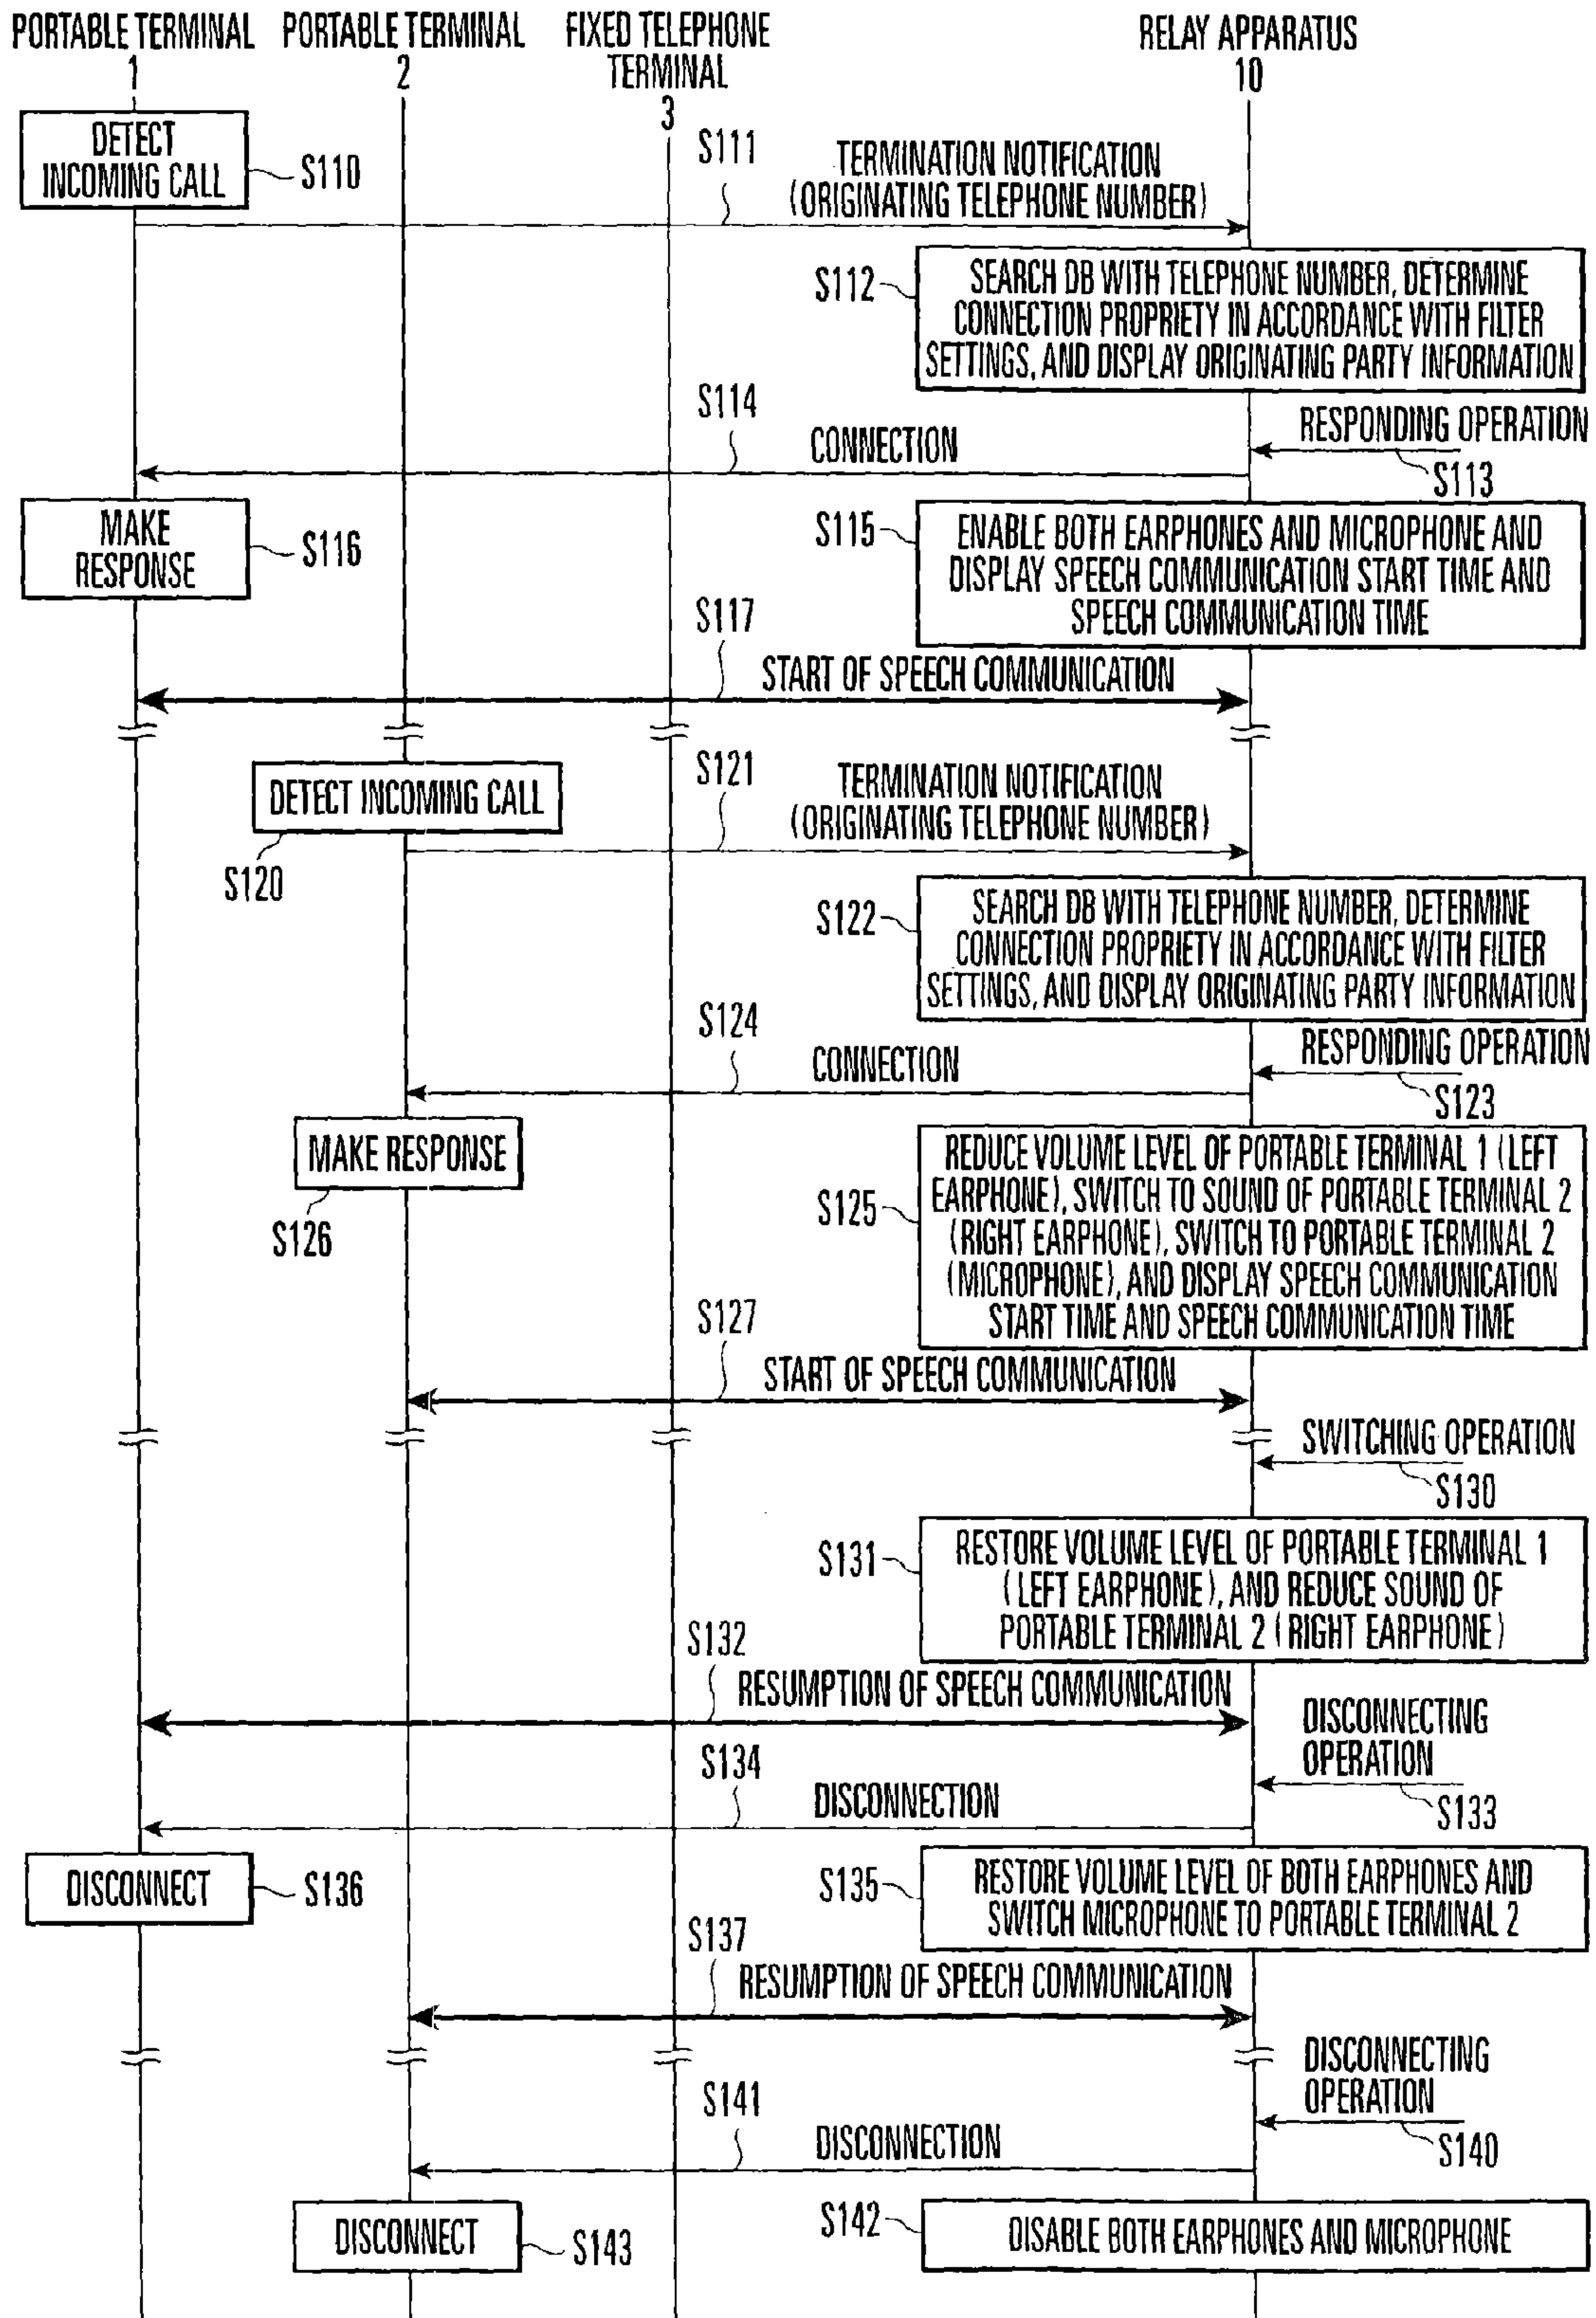 PORTABLE TERMINAL
1
PORTABLE TERMINAL
2
FIXED TELEPHONE
TERMINAL
3
RELAY APPARATUS
10
DETECT
INCOMING CALL
S110
S111
TERMINATION NOTIFICATION
(ORIGINATING TELEPHONE NUMBER)
S112
SEARCH DB WITH TELEPHONE NUMBER, DETERMINE
CONNECTION PROPRIETY IN ACCORDANCE WITH FILTER
SETTINGS, AND DISPLAY ORIGINATING PARTY INFORMATION
S114
CONNECTION
RESPONDING OPERATION
S113
MAKE
RESPONSE
S116
S115
ENABLE BOTH EARPHONES AND MICROPHONE AND
DISPLAY SPEECH COMMUNICATION START TIME AND
SPEECH COMMUNICATION TIME
S117
START OF SPEECH COMMUNICATION
DETECT INCOMING CALL
S120
S121
TERMINATION NOTIFICATION
(ORIGINATING TELEPHONE NUMBER)
S122
SEARCH DB WITH TELEPHONE NUMBER, DETERMINE
CONNECTION PROPRIETY IN ACCORDANCE WITH FILTER
SETTINGS, AND DISPLAY ORIGINATING PARTY INFORMATION
S124
CONNECTION
RESPONDING OPERATION
S123
MAKE RESPONSE
S126
S125
REDUCE VOLUME LEVEL OF PORTABLE TERMINAL 1 (LEFT
EARPHONE), SWITCH TO SOUND OF PORTABLE TERMINAL 2
(RIGHT EARPHONE), SWITCH TO PORTABLE TERMINAL 2
(MICROPHONE), AND DISPLAY SPEECH COMMUNICATION
START TIME AND SPEECH COMMUNICATION TIME
S127
START OF SPEECH COMMUNICATION
SWITCHING OPERATION
S130
S131
RESTORE VOLUME LEVEL OF PORTABLE TERMINAL 1
(LEFT EARPHONE), AND REDUCE SOUND OF
PORTABLE TERMINAL 2 (RIGHT EARPHONE)
S132
RESUMPTION OF SPEECH COMMUNICATION
DISCONNECTING
OPERATION
S133
S134
DISCONNECTION
DISCONNECT
S136
S135
RESTORE VOLUME LEVEL OF BOTH EARPHONES AND
SWITCH MICROPHONE TO PORTABLE TERMINAL 2
S137
RESUMPTION OF SPEECH COMMUNICATION
DISCONNECTING
OPERATION
S140
S141
DISCONNECTION
DISCONNECT
S143
S142
DISABLE BOTH EARPHONES AND MICROPHONE